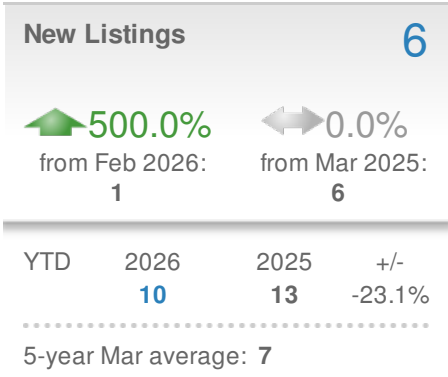 New Listings 6
500.0% 0.0%
from Feb 2026: from Mar 2025:
1 6
YTD 2026 2025 +/-
10 13 -23.1%
5-year Mar average: 7